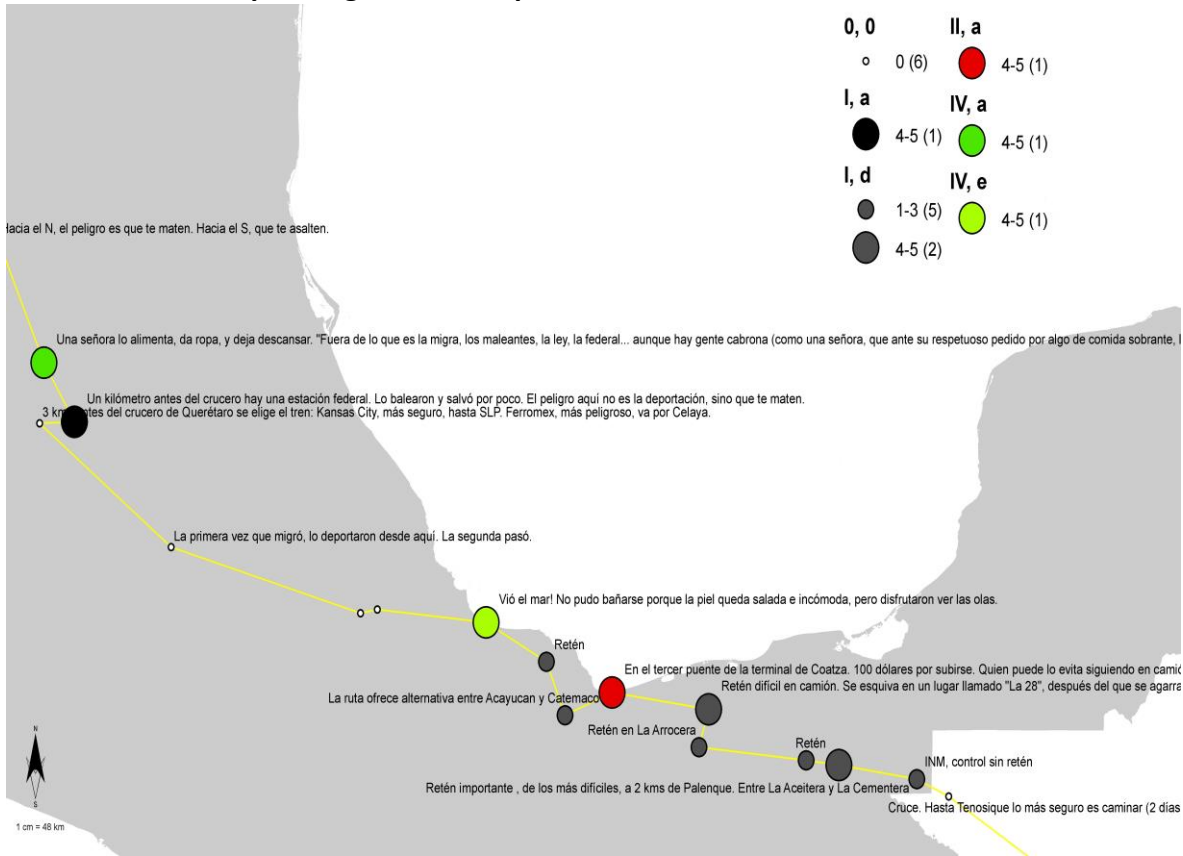 0, 0
0 (6)
I, a
4-5 (1)
I, d
1-3 (5)
4-5 (2)
II, a
4-5 (1)
IV, a
4-5 (1)
IV, e
4-5 (1)
Hacia el N, el peligro es que te maten. Hacia el S, que te asalten.
Una señora lo alimenta, da ropa, y deja descansar. "Fuera de lo que es la migra, los maleantes, la ley, la federal... aunque hay gente cabrona (como una señora, que ante su respetuoso pedido por algo de comida sobrante,
Un kilómetro antes del crucero hay una estación federal. Lo balearon y salvó por poco. El peligro aquí no es la deportación, sino que te maten.
3 kms antes del crucero de Querétaro se elige el tren: Kansas City, más seguro, hasta SLP. Ferromex, más peligroso, va por Celaya.
La primera vez que migró, lo deportaron desde aquí. La segunda pasó.
Vió el mar! No pudo bañarse porque la piel queda salada e incómoda, pero disfrutaron ver las olas.
Retén
En el tercer puente de la terminal de Coatza. 100 dólares por subirse. Quien puede lo evita siguiendo en
Retén difícil en camión. Se esquiva en un lugar llamado "La 28", después del que se
La ruta ofrece alternativa entre Acayucan y Catemaco
Retén en La Arrocera
Retén
INM, control sin retén
Retén importante , de los más difíciles, a 2 kms de Palenque. Entre La Aceitera y La Cementera
Cruce. Hasta Tenosique lo más seguro es caminar (2 días
N
S
1 cm = 48 km